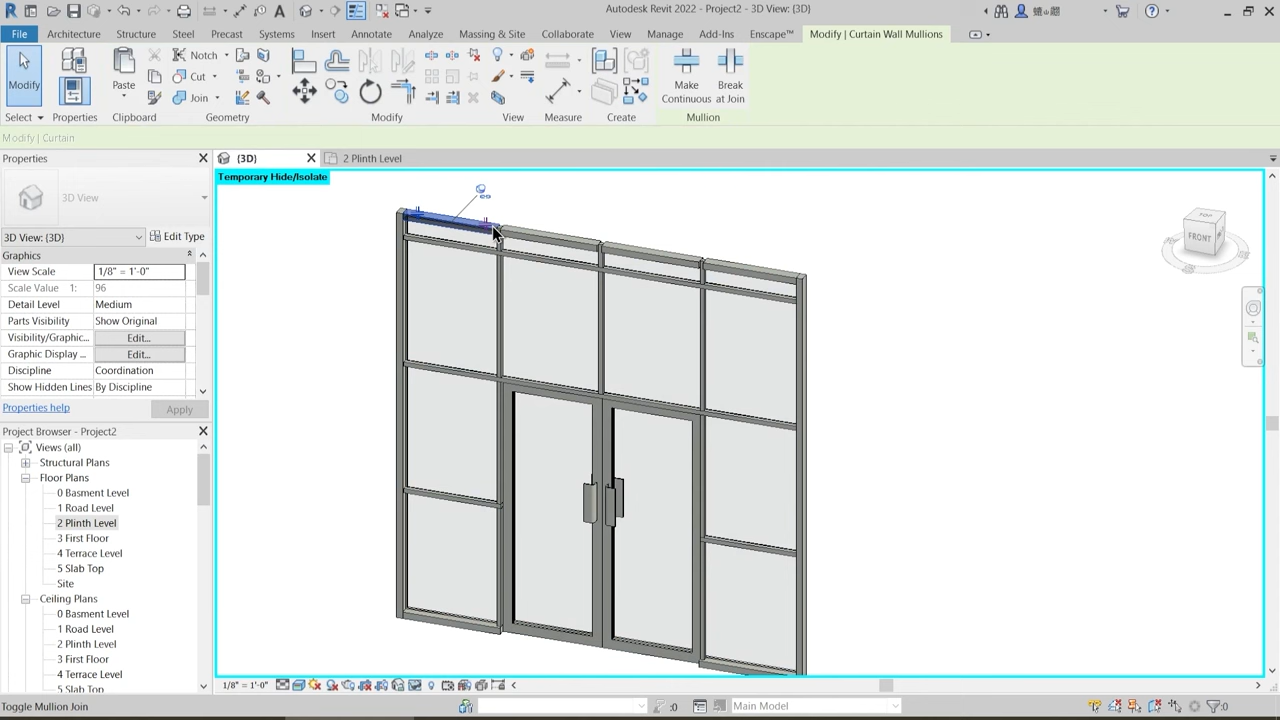 Autodesk Revit 2022 - Project2 - 3D View: {3D}
File Architecture Structure Steel Precast Systems Insert Annotate Analyze Massing & Site Collaborate View Manage Add-Ins Enscape™ Modify | Curtain Wall Mullions
Modify
Properties
Paste
Notch
Cut
Join
Make Continuous
Break at Join
Select Properties Clipboard Geometry Modify View Measure Create Mullion
Modify | Curtain
Properties
{3D}
2 Plinth Level
Temporary Hide/Isolate
3D View
3D View: {3D} Edit Type
Graphics
View Scale 1/8" = 1'-0"
Scale Value 1: 96
Detail Level Medium
Parts Visibility Show Original
Visibility/Graphic... Edit...
Graphic Display ... Edit...
Discipline Coordination
Show Hidden Lines By Discipline
Properties help Apply
Project Browser - Project2
Views (all)
Structural Plans
Floor Plans
0 Basment Level
1 Road Level
2 Plinth Level
3 First Floor
4 Terrace Level
5 Slab Top
Site
Ceiling Plans
0 Basment Level
1 Road Level
2 Plinth Level
3 First Floor
4 Terrace Level
5 Slab Top
TOP
FRONT
1/8" = 1'-0"
Toggle Mullion Join
:0
Main Model
:0